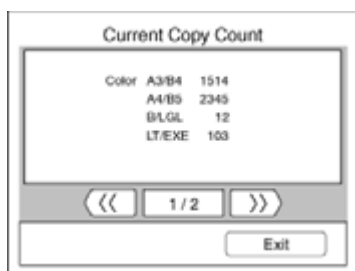 Current Copy Count
Color A3/B4 1514
A4/B5 2345
B/LGL 12
LT/EXE 103
<< 1 / 2 >>
Exit